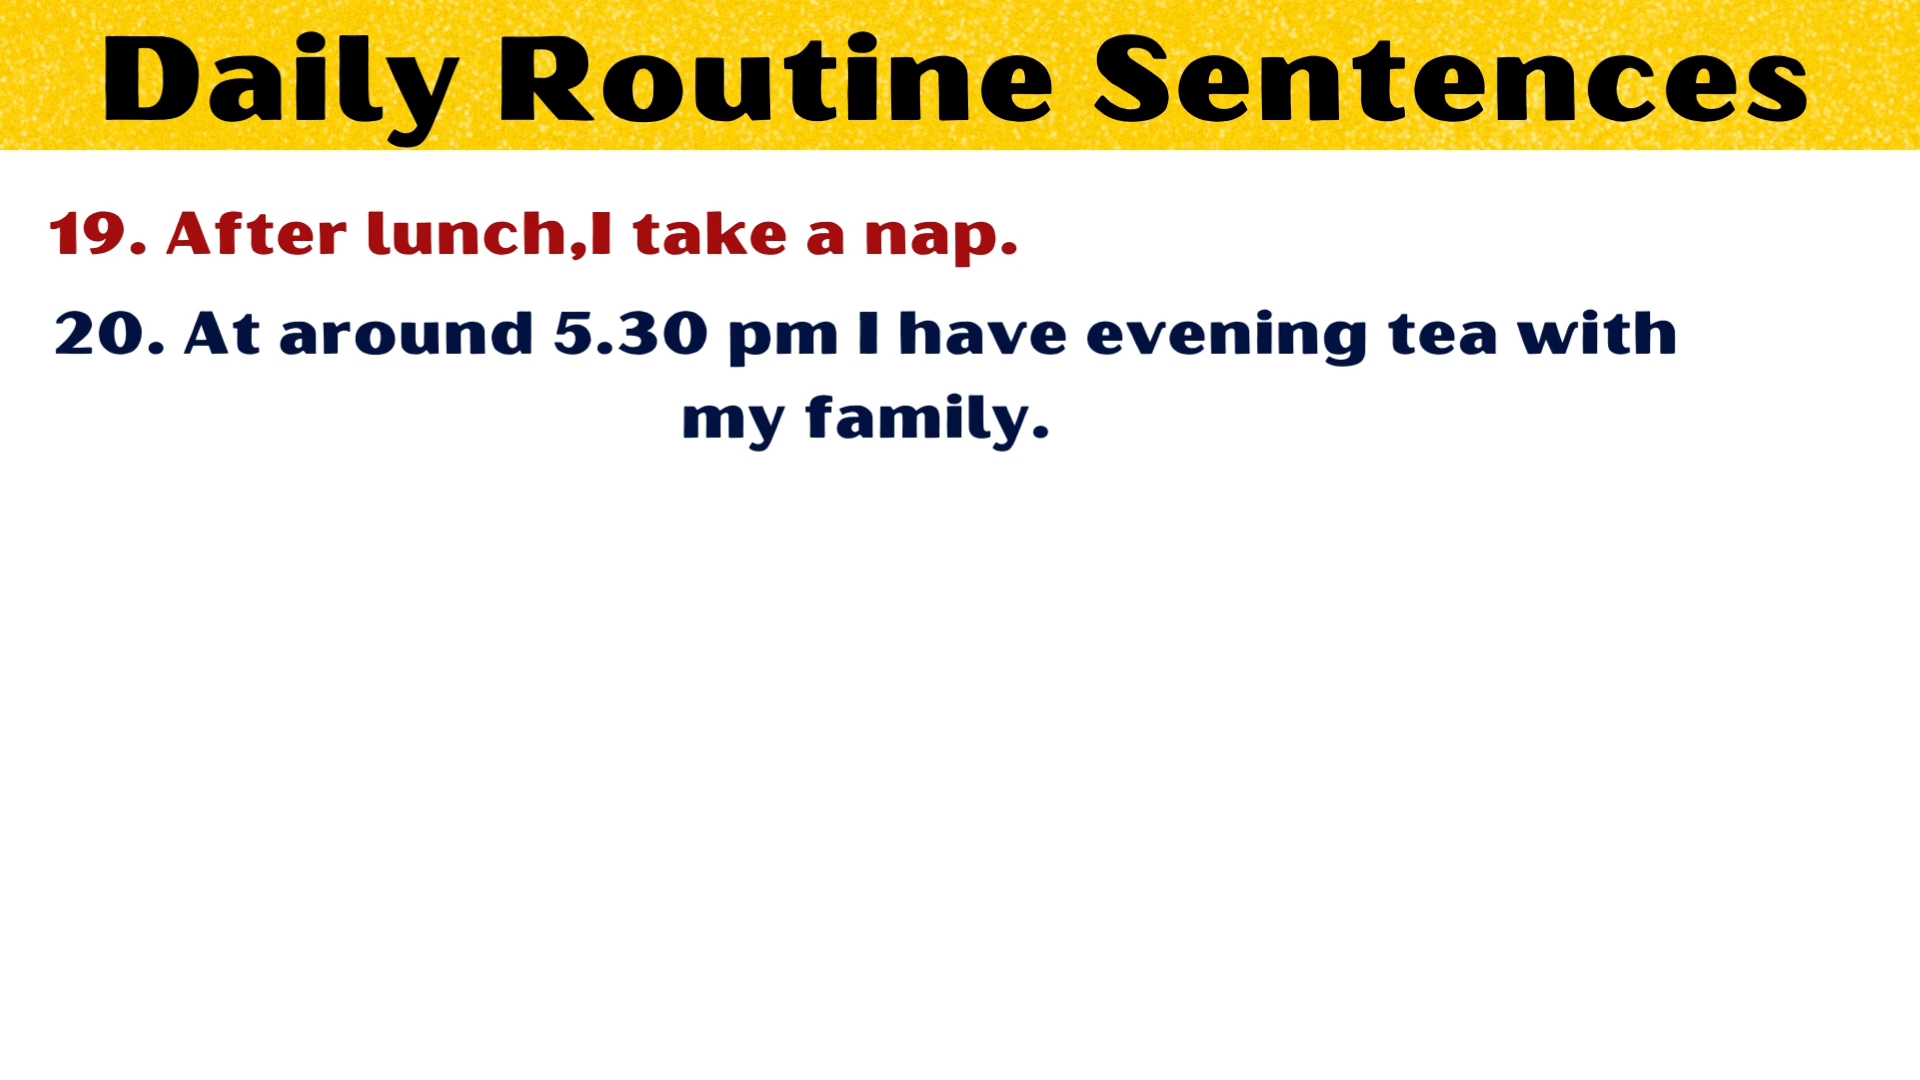 Daily Routine Sentences
19. After lunch,I take a nap.
20. At around 5.30 pm I have evening tea with
my family.